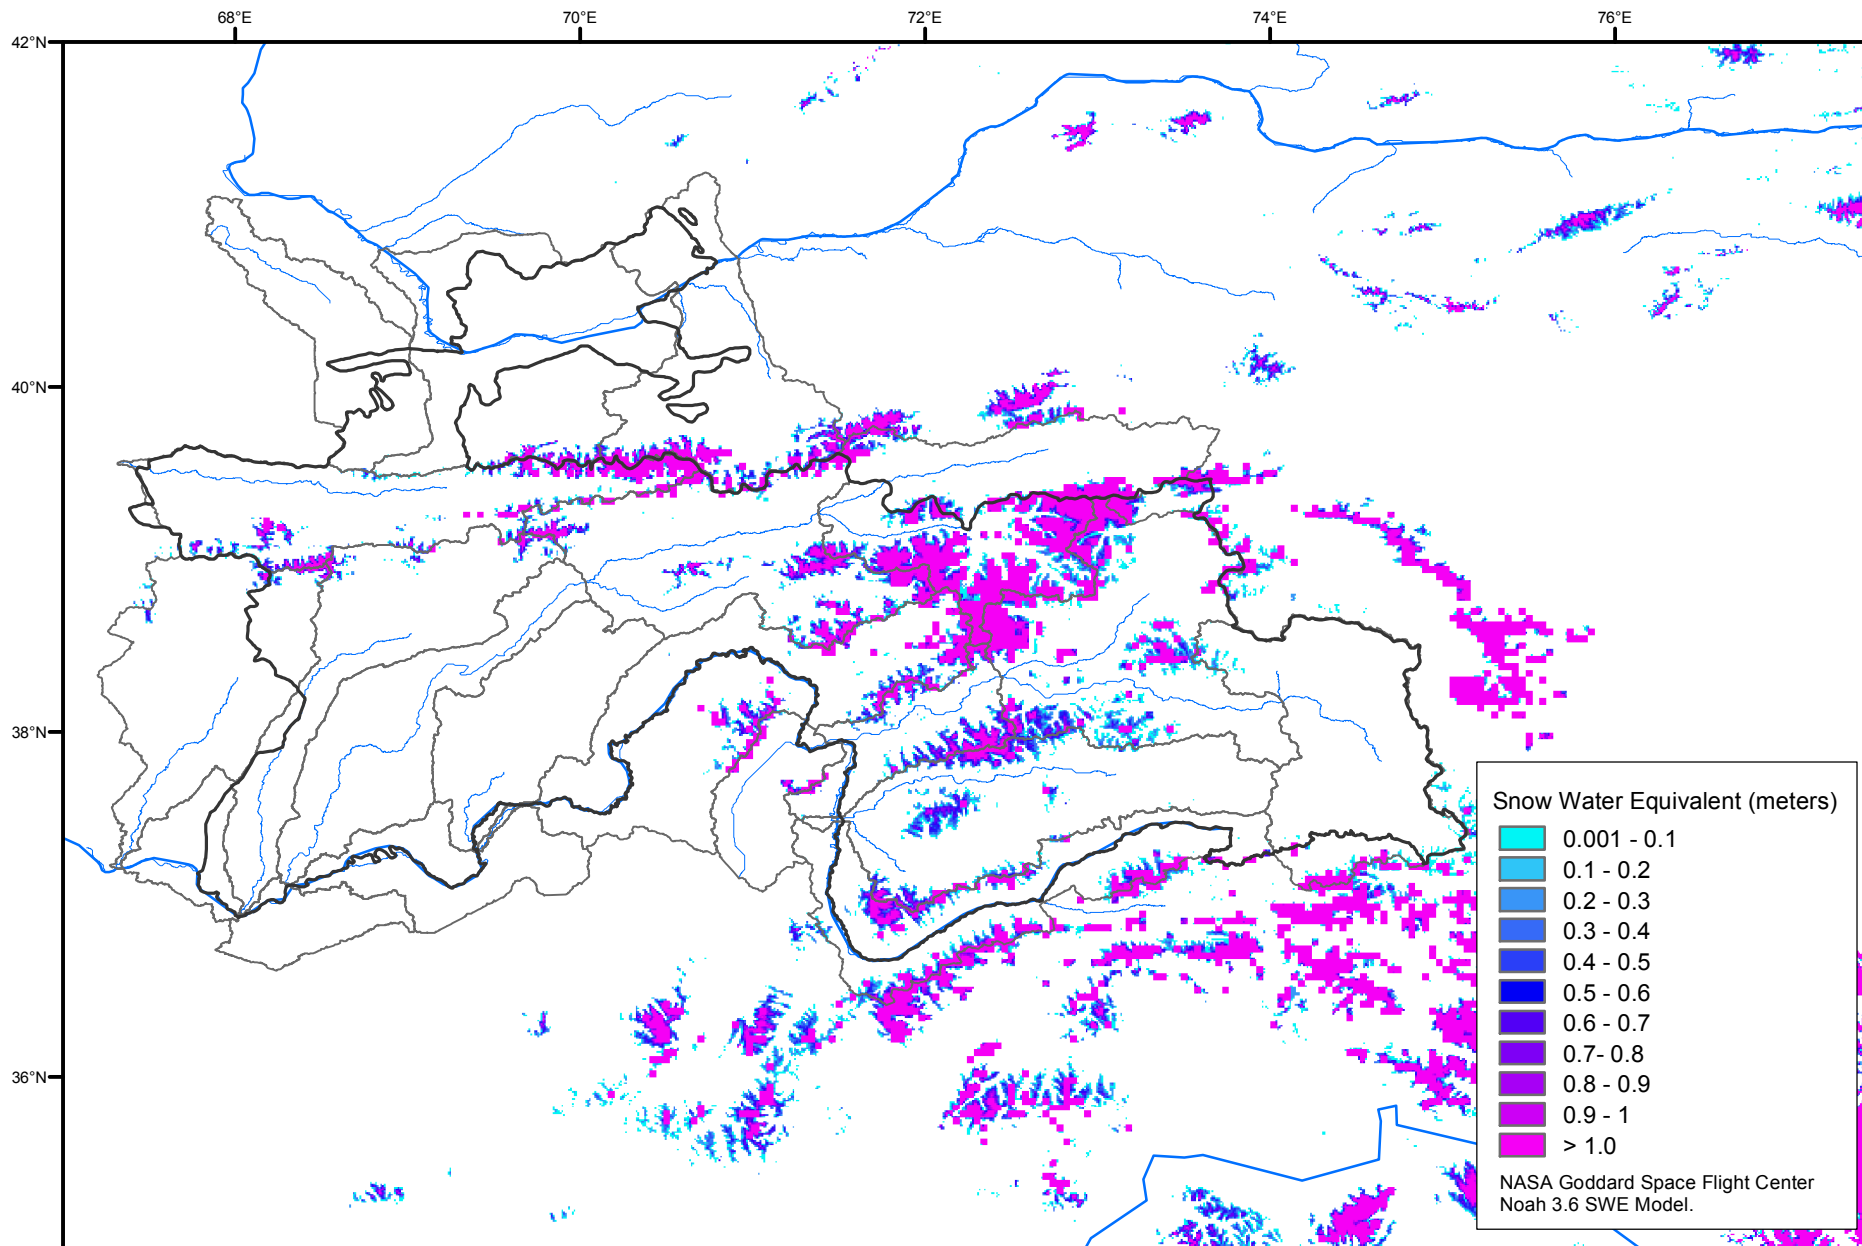 68°E 70°E 72°E 74°E 76°E
42°N
40°N
38°N
36°N
Snow Water Equivalent (meters)
0.001 - 0.1
0.1 - 0.2
0.2 - 0.3
0.3 - 0.4
0.4 - 0.5
0.5 - 0.6
0.6 - 0.7
0.7- 0.8
0.8 - 0.9
0.9 - 1
> 1.0
NASA Goddard Space Flight Center
Noah 3.6 SWE Model.